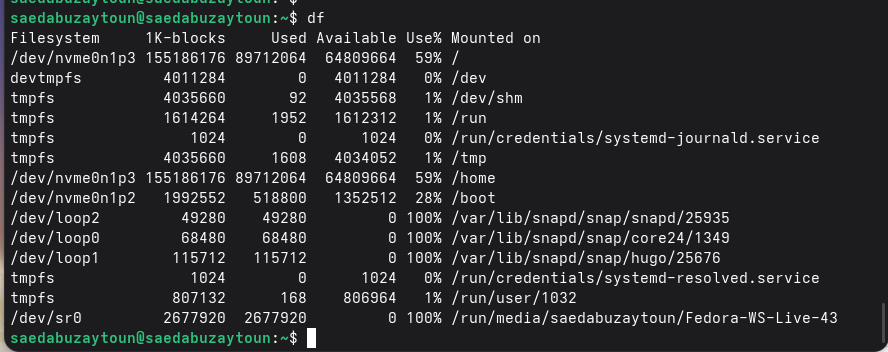 saedabuzaytoun@saedabuzaytoun:~$ df
Filesystem     1K-blocks     Used Available Use% Mounted on
/dev/nvme0n1p3 155186176 89712064  64809664  59% /
devtmpfs         4011284        0   4011284   0% /dev
tmpfs            4035660       92   4035568   1% /dev/shm
tmpfs            1614264     1952   1612312   1% /run
tmpfs               1024        0      1024   0% /run/credentials/systemd-journald.service
tmpfs            4035660     1608   4034052   1% /tmp
/dev/nvme0n1p3 155186176 89712064  64809664  59% /home
/dev/nvme0n1p2   1992552   518800   1352512  28% /boot
/dev/loop2         49280    49280         0 100% /var/lib/snapd/snap/snapd/25935
/dev/loop0         68480    68480         0 100% /var/lib/snapd/snap/core24/1349
/dev/loop1        115712   115712         0 100% /var/lib/snapd/snap/hugo/25676
tmpfs               1024        0      1024   0% /run/credentials/systemd-resolved.service
tmpfs             807132      168    806964   1% /run/user/1032
/dev/sr0         2677920  2677920         0 100% /run/media/saedabuzaytoun/Fedora-WS-Live-43
saedabuzaytoun@saedabuzaytoun:~$